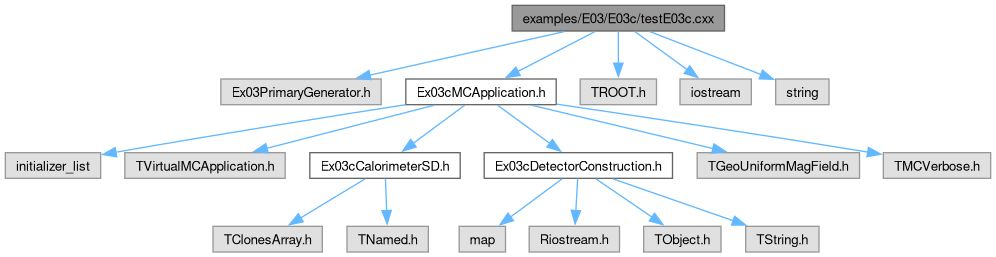 examples/E03/E03c/testE03c.cxx
Ex03PrimaryGenerator.h
Ex03cMCApplication.h
TROOT.h
iostream
string
initializer_list
TVirtualMCApplication.h
Ex03cCalorimeterSD.h
Ex03cDetectorConstruction.h
TGeoUniformMagField.h
TMCVerbose.h
TClonesArray.h
TNamed.h
map
Riostream.h
TObject.h
TString.h